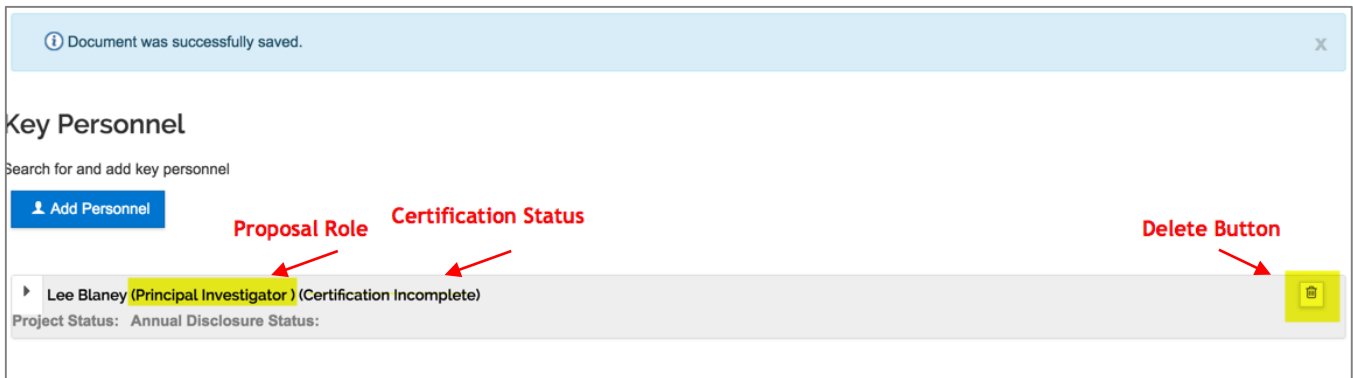 Document was successfully saved.
x
Key Personnel
Search for and add key personnel
Add Personnel
Proposal Role
Certification Status
Delete Button
Lee Blaney (Principal Investigator ) (Certification Incomplete)
Project Status: Annual Disclosure Status: